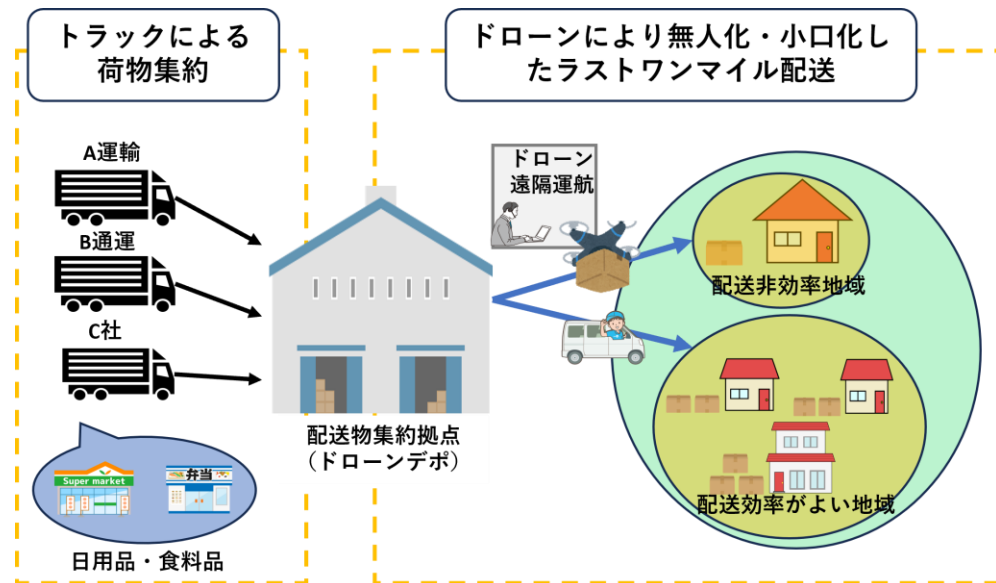 トラックによる
荷物集約
ドローンにより無人化・小口化し
たラストワンマイル配送
A運輸
B通運
C社
Super market
弁当
日用品・食料品
配送物集約拠点
（ドローンデポ）
ドローン
遠隔運航
配送非効率地域
配送効率がよい地域